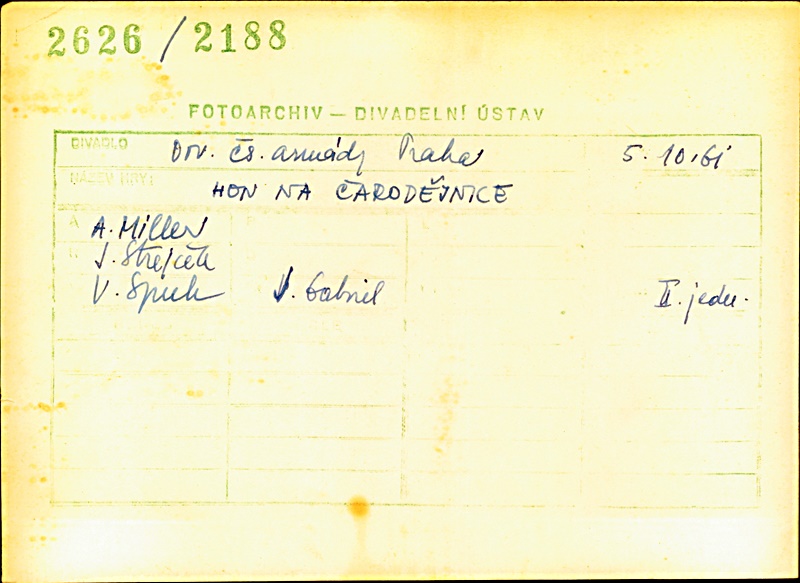 2626 / 2188
FOTOARCHIV – DIVADELNÍ ÚSTAV
DIVADLO Div. čs. armády Praha 5. 10. 61
NÁZEV HRY: HON NA ČARODĚJNICE
A. Miller
J. Strejček
V. J. Gabriel II. jedn.